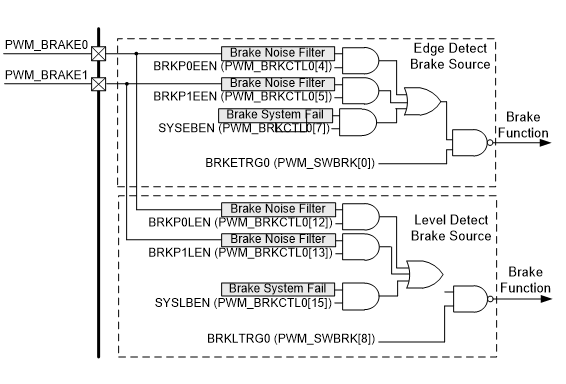 PWM_BRAKE0
PWM_BRAKE1
Edge Detect
Brake Source
Brake Noise Filter
BRKP0EEN (PWM_BRKCTL0[4])
Brake Noise Filter
BRKP1EEN (PWM_BRKCTL0[5])
Brake System Fail
SYSEBEN (PWM_BRKCTL0[7])
BRKETRG0 (PWM_SWBRK[0])
Brake
Function
Level Detect
Brake Source
Brake Noise Filter
BRKP0LEN (PWM_BRKCTL0[12])
Brake Noise Filter
BRKP1LEN (PWM_BRKCTL0[13])
Brake System Fail
SYSLBEN (PWM_BRKCTL0[15])
BRKLTRG0 (PWM_SWBRK[8])
Brake
Function